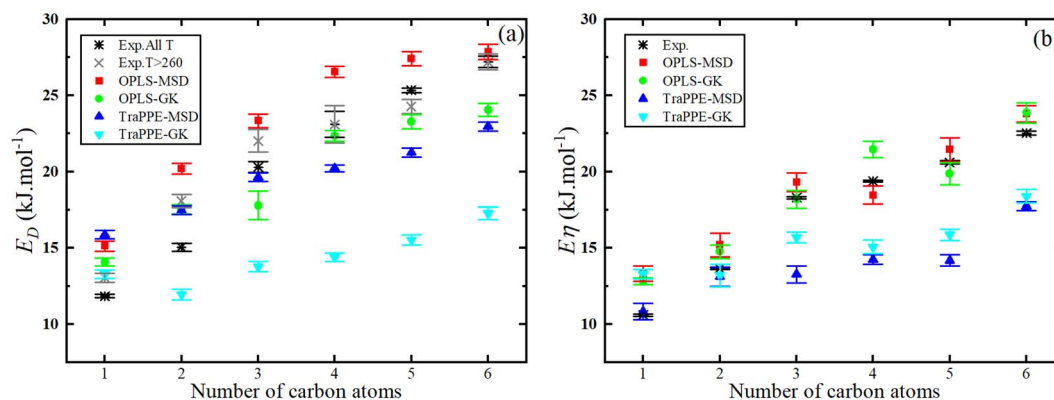 (a)
30
25
20
15
10
E_D (kJ.mol⁻¹)
Exp.All T
Exp.T>260
OPLS-MSD
OPLS-GK
TraPPE-MSD
TraPPE-GK
1 2 3 4 5 6
Number of carbon atoms
(b)
30
25
20
15
10
Eη (kJ.mol⁻¹)
Exp.
OPLS-MSD
OPLS-GK
TraPPE-MSD
TraPPE-GK
1 2 3 4 5 6
Number of carbon atoms